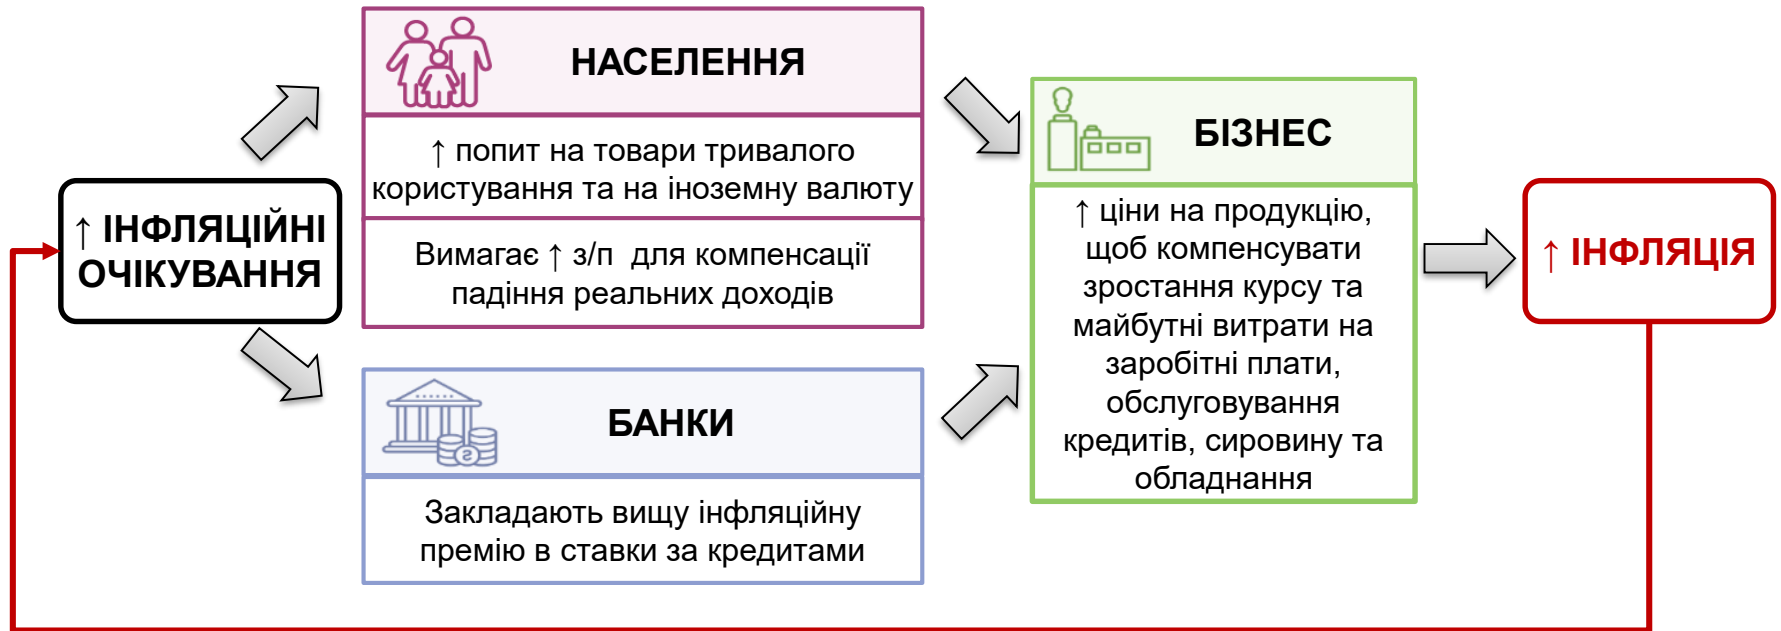 НАСЕЛЕННЯ
↑ попит на товари тривалого
користування та на іноземну валюту
Вимагає ↑ з/п для компенсації
падіння реальних доходів
↑ ІНФЛЯЦІЙНІ
ОЧІКУВАННЯ
БАНКИ
Закладають вищу інфляційну
премію в ставки за кредитами
БІЗНЕС
↑ ціни на продукцію,
щоб компенсувати
зростання курсу та
майбутні витрати на
заробітні плати,
обслуговування
кредитів, сировину та
обладнання
↑ ІНФЛЯЦІЯ